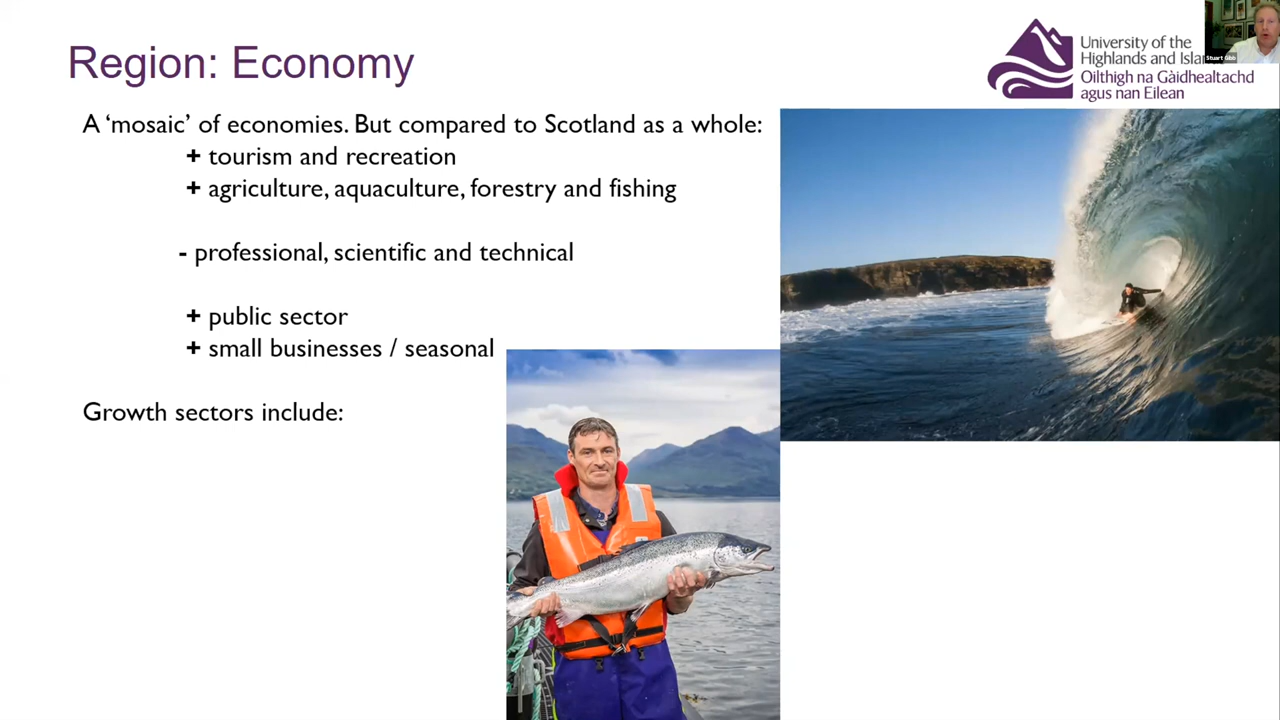 Region: Economy
University of the
Highlands and
Oilthigh na Gàidhealtachd
agus nan Eilean
Stuart Gibb
A ‘mosaic’ of economies. But compared to Scotland as a whole:
+ tourism and recreation
+ agriculture, aquaculture, forestry and fishing
- professional, scientific and technical
+ public sector
+ small businesses / seasonal
Growth sectors include: